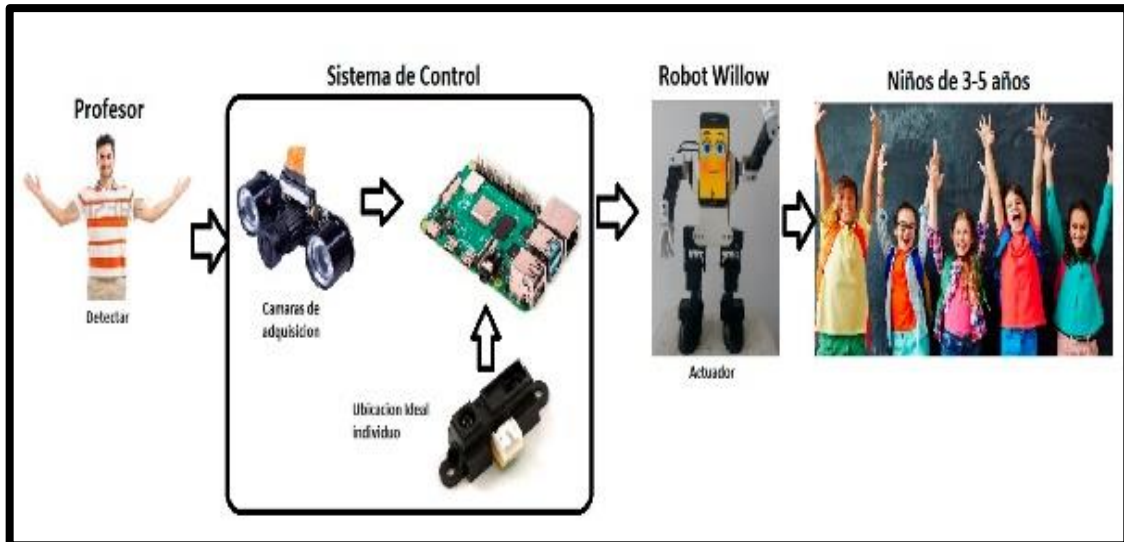 Profesor
Detectar
Sistema de Control
Camaras de
adquisicion
Ubicacion Ideal
individuo
Robot Willow
Actuador
Niños de 3-5 años